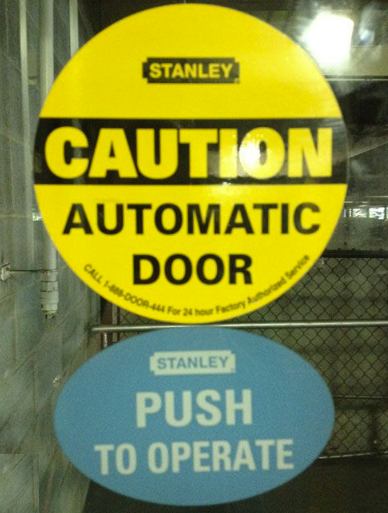 STANLEY
CAUTION
AUTOMATIC
DOOR
CALL 1-888-DOOR-444 For 24 hour Factory Authorized Service
STANLEY
PUSH
TO OPERATE